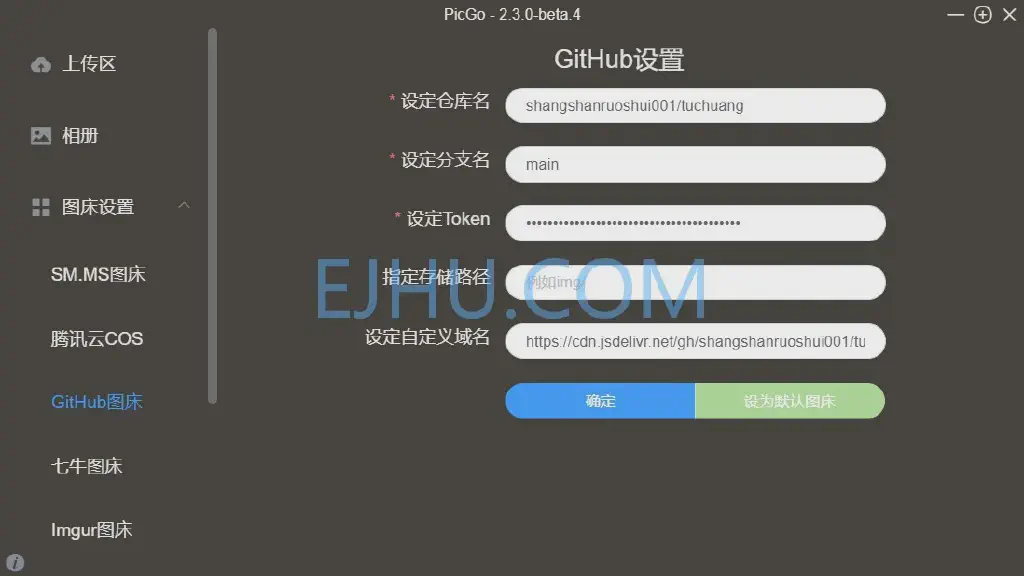 PicGo - 2.3.0-beta.4
上传区
相册
图床设置
SM.MS图床
腾讯云COS
GitHub图床
七牛图床
Imgur图床
GitHub设置
* 设定仓库名
shangshanruoshui001/tuchuang
* 设定分支名
main
* 设定Token
••••••••••••••••••••••••••••••••••••••••
指定存储路径
例如img/
设定自定义域名
https://cdn.jsdelivr.net/gh/shangshanruoshui001/tu
确定
设为默认图床
EJHU.COM